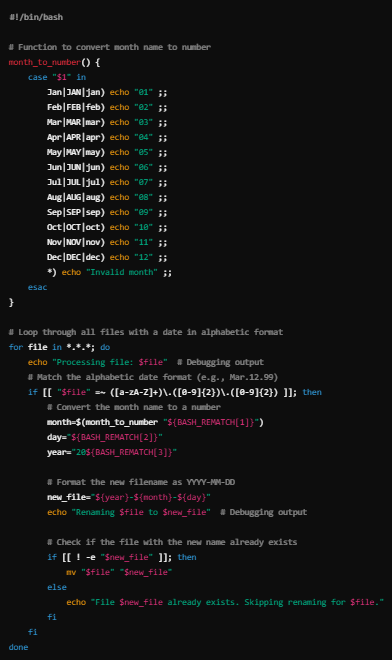 #!/bin/bash
# Function to convert month name to number
month_to_number() {
case "$1" in
Jan|JAN|jan) echo "01" ;;
Feb|FEB|feb) echo "02" ;;
Mar|MAR|mar) echo "03" ;;
Apr|APR|apr) echo "04" ;;
May|MAY|may) echo "05" ;;
Jun|JUN|jun) echo "06" ;;
Jul|JUL|jul) echo "07" ;;
Aug|AUG|aug) echo "08" ;;
Sep|SEP|sep) echo "09" ;;
Oct|OCT|oct) echo "10" ;;
Nov|NOV|nov) echo "11" ;;
Dec|DEC|dec) echo "12" ;;
*) echo "Invalid month" ;;
esac
}
# Loop through all files with a date in alphabetic format
for file in *.*.*; do
echo "Processing file: $file"  # Debugging output
# Match the alphabetic date format (e.g., Mar.12.99)
if [[ "$file" =~ ([a-zA-Z]+)\.([0-9]{2})\.([0-9]{2}) ]]; then
# Convert the month name to a number
month=$(month_to_number "${BASH_REMATCH[1]}")
day="${BASH_REMATCH[2]}"
year="20${BASH_REMATCH[3]}"
# Format the new filename as YYYY-MM-DD
new_file="${year}-${month}-${day}"
echo "Renaming $file to $new_file"  # Debugging output
# Check if the file with the new name already exists
if [[ ! -e "$new_file" ]]; then
mv "$file" "$new_file"
else
echo "File $new_file already exists. Skipping renaming for $file."
fi
fi
done